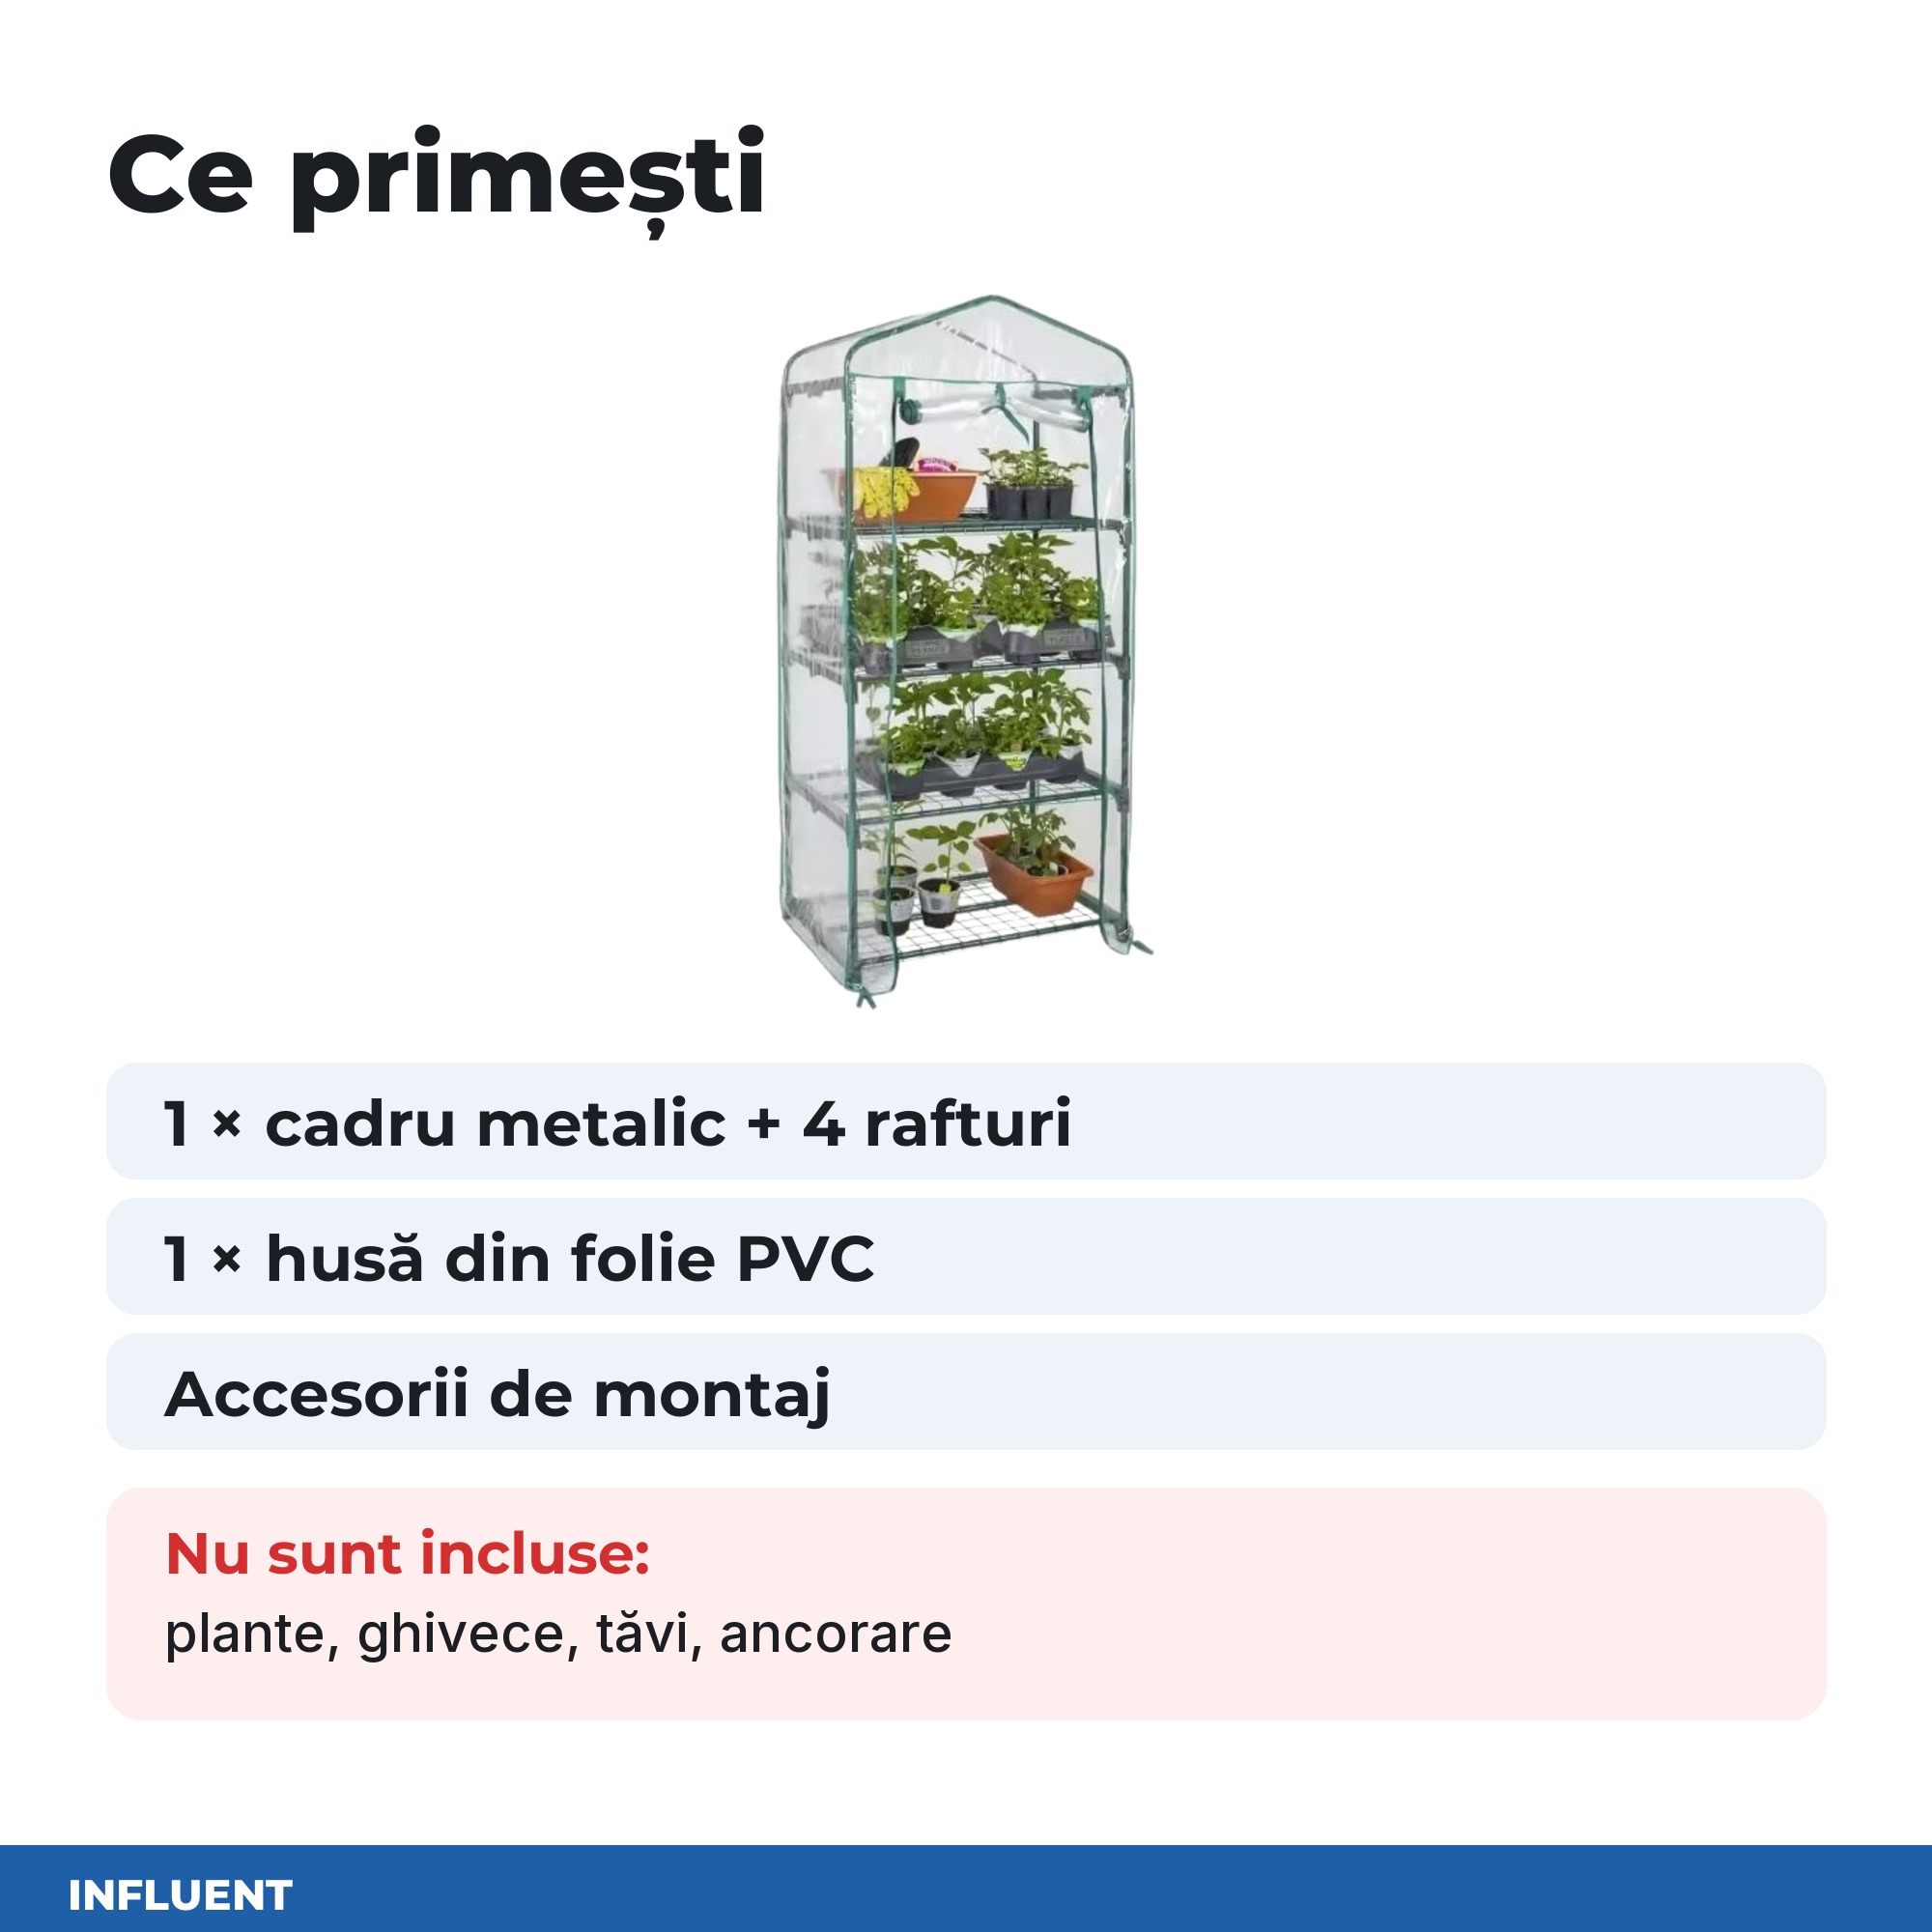 Ce primești
1 × cadru metalic + 4 rafturi
1 × husă din folie PVC
Accesorii de montaj
Nu sunt incluse:
plante, ghivece, tăvi, ancorare
INFLUENT